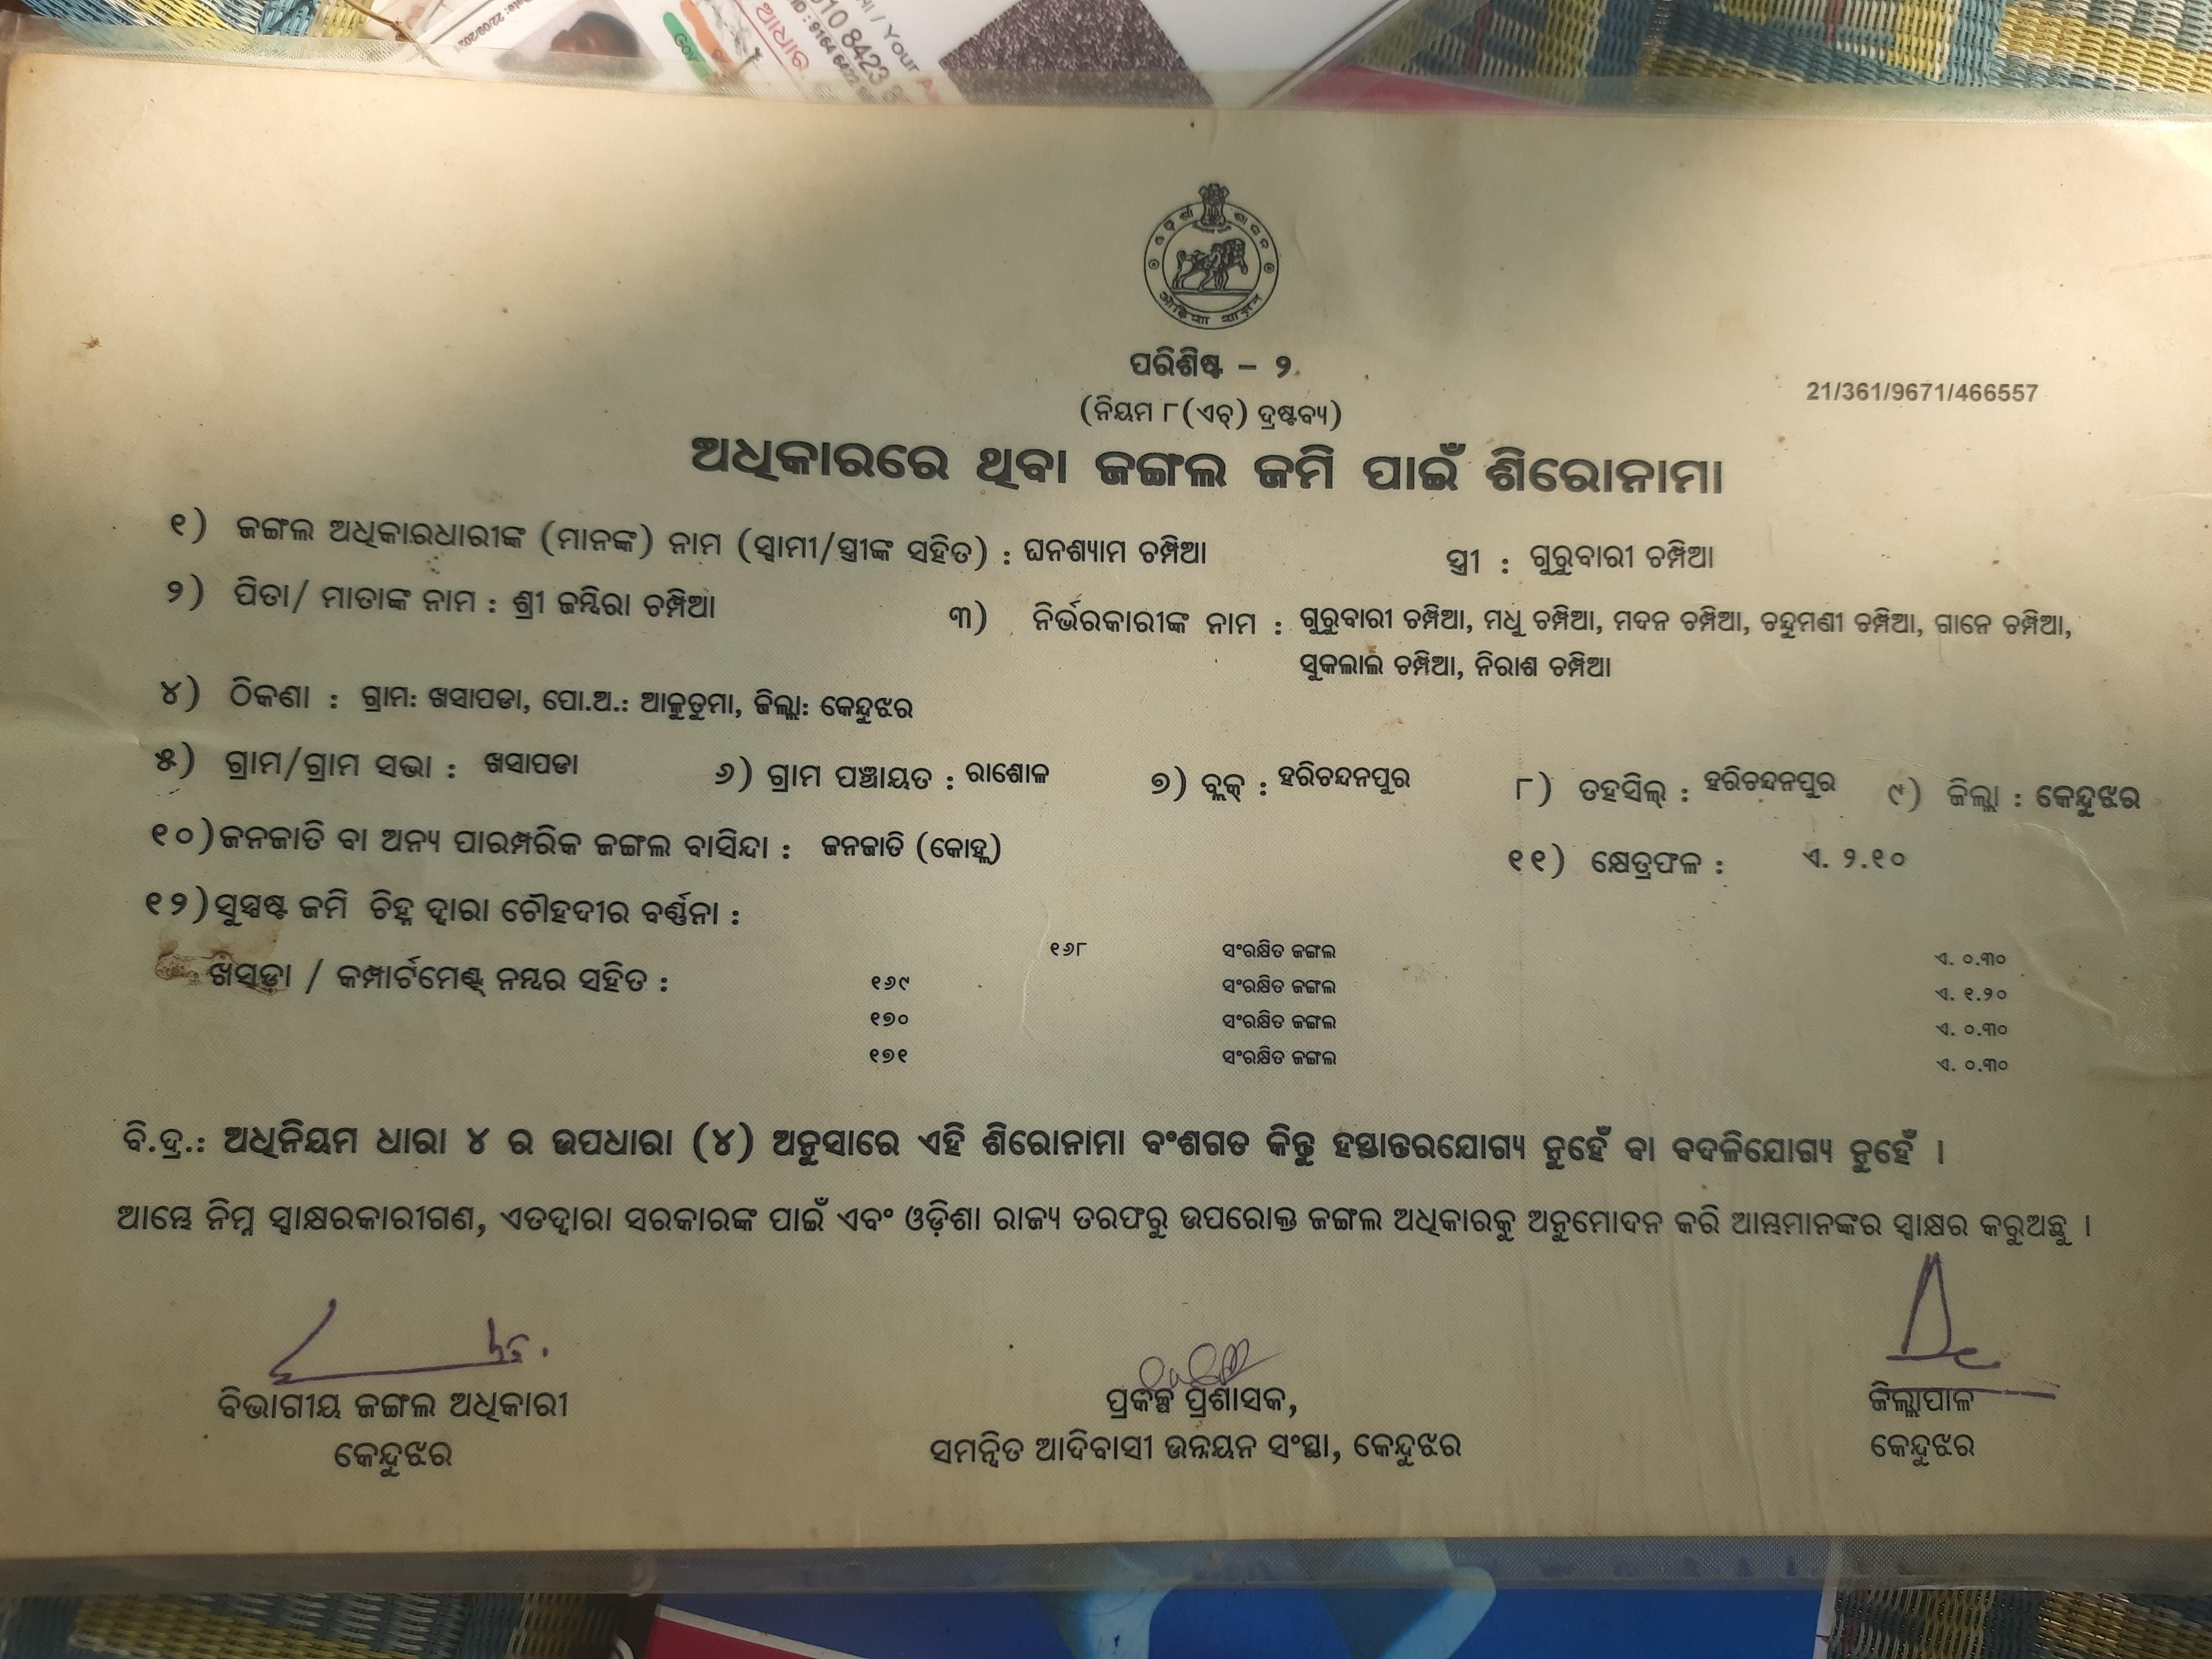 ପରିଶିଷ୍ଟ – ୨
21/361/9671/466557
(ନିୟମ ୮(ଏଚ୍) ଦ୍ରଷ୍ଟବ୍ୟ)
ଅଧିକାରରେ ଥିବା ଜଙ୍ଗଲ ଜମି ପାଇଁ ଶିରୋନାମା
୧) ଜଙ୍ଗଲ ଅଧିକାରଧାରୀଙ୍କ (ମାନଙ୍କ) ନାମ (ସ୍ୱାମୀ/ସ୍ତ୍ରୀଙ୍କ ସହିତ) : ଘନଶ୍ୟାମ ଚମ୍ପିଆ ସ୍ତ୍ରୀ : ଗୁରୁବାରୀ ଚମ୍ପିଆ
୨) ପିତା/ ମାତାଙ୍କ ନାମ : ଶ୍ରୀ ଜମ୍ଭିରା ଚମ୍ପିଆ ୩) ନିର୍ଭରକାରୀଙ୍କ ନାମ : ଗୁରୁବାରୀ ଚମ୍ପିଆ, ମଧୁ ଚମ୍ପିଆ, ମଦନ ଚମ୍ପିଆ, ଚନ୍ଦ୍ରୁମଣୀ ଚମ୍ପିଆ, ଗାନେ ଚମ୍ପିଆ,
ସୁକଲାଲ ଚମ୍ପିଆ, ନିରାଶ ଚମ୍ପିଆ
୪) ଠିକଣା : ଗ୍ରାମ: ଖସାପଡା, ପୋ.ଅ.: ଆକୁତୁମା, ଜିଲ୍ଲା: କେନ୍ଦୁଝର
୫) ଗ୍ରାମ/ଗ୍ରାମ ସଭା : ଖସାପଡା ୬) ଗ୍ରାମ ପଞ୍ଚାୟତ : ରାଶୋଳ ୭) ବ୍ଲକ୍ : ହରିଚନ୍ଦନପୁର ୮) ତହସିଲ୍ : ହରିଚନ୍ଦନପୁର ୯) ଜିଲ୍ଲା : କେନ୍ଦୁଝର
୧୦) ଜନଜାତି ବା ଅନ୍ୟ ପାରମ୍ପରିକ ଜଙ୍ଗଲ ବାସିନ୍ଦା : ଜନଜାତି (କୋହ୍ଲ) ୧୧) କ୍ଷେତ୍ରଫଳ : ଏ. ୨.୧୦
୧୨) ସୁସ୍ପଷ୍ଟ ଜମି ଚିହ୍ନ ଦ୍ୱାରା ଚୌହଦୀର ବର୍ଣ୍ଣନା :
୧୬୮ ସଂରକ୍ଷିତ ଜଙ୍ଗଲ ଏ. ୦.୩୦
ଖସଡ଼ା / କମ୍ପାର୍ଟମେଣ୍ଟ୍ ନମ୍ବର ସହିତ : ୧୬୯ ସଂରକ୍ଷିତ ଜଙ୍ଗଲ ଏ. ୧.୨୦
୧୭୦ ସଂରକ୍ଷିତ ଜଙ୍ଗଲ ଏ. ୦.୩୦
୧୭୧ ସଂରକ୍ଷିତ ଜଙ୍ଗଲ ଏ. ୦.୩୦
ବି.ଦ୍ର.: ଅଧିନିୟମ ଧାରା ୪ ର ଉପଧାରା (୪) ଅନୁସାରେ ଏହି ଶିରୋନାମା ବଂଶଗତ କିନ୍ତୁ ହସ୍ତାନ୍ତରଯୋଗ୍ୟ ନୁହେଁ ବା ବଦଳିଯୋଗ୍ୟ ନୁହେଁ ।
ଆମ୍ଭେ ନିମ୍ନ ସ୍ୱାକ୍ଷରକାରୀଗଣ, ଏତଦ୍ୱାରା ସରକାରଙ୍କ ପାଇଁ ଏବଂ ଓଡ଼ିଶା ରାଜ୍ୟ ତରଫରୁ ଉପରୋକ୍ତ ଜଙ୍ଗଲ ଅଧିକାରକୁ ଅନୁମୋଦନ କରି ଆମ୍ଭମାନଙ୍କର ସ୍ୱାକ୍ଷର କରୁଅଛୁ ।
ବିଭାଗୀୟ ଜଙ୍ଗଲ ଅଧିକାରୀ ପ୍ରକଳ୍ପ ପ୍ରଶାସକ, ଜିଲ୍ଲାପାଳ
କେନ୍ଦୁଝର ସମନ୍ୱିତ ଆଦିବାସୀ ଉନ୍ନୟନ ସଂସ୍ଥା, କେନ୍ଦୁଝର କେନ୍ଦୁଝର